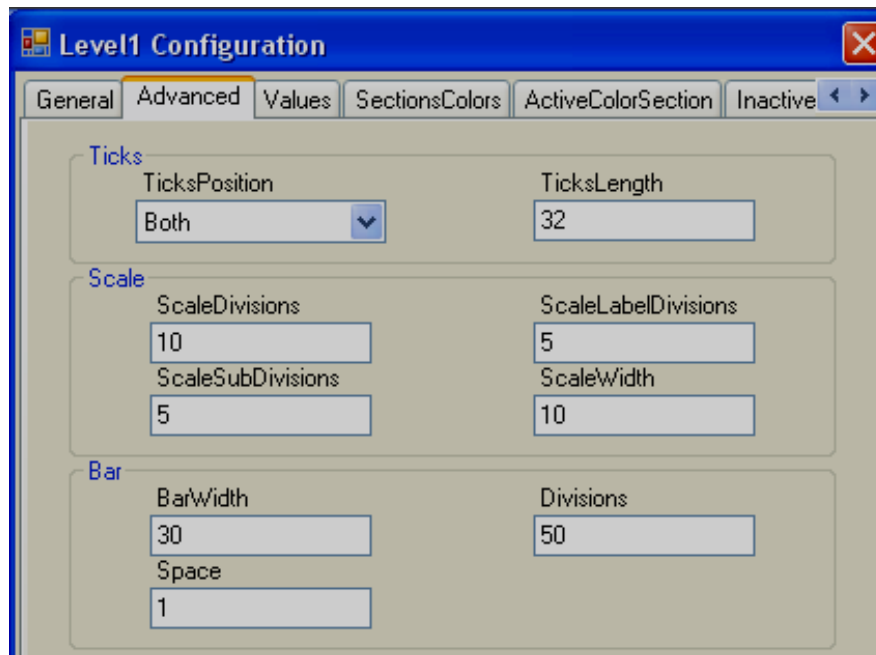 Level1 Configuration
General Advanced Values SectionsColors ActiveColorSection Inactive
Ticks
TicksPosition TicksLength
Both 32
Scale
ScaleDivisions ScaleLabelDivisions
10 5
ScaleSubDivisions ScaleWidth
5 10
Bar
BarWidth Divisions
30 50
Space
1